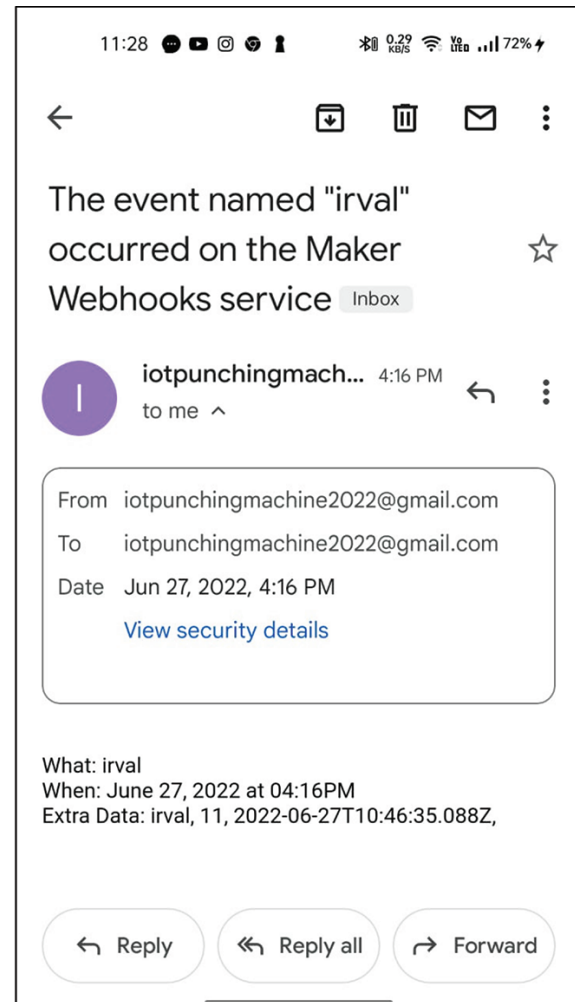 11:28 0.29 KB/S Vo LTE 72%
The event named "irval"
occurred on the Maker
Webhooks service Inbox
I iotpunchingmach... 4:16 PM
to me
From iotpunchingmachine2022@gmail.com
To iotpunchingmachine2022@gmail.com
Date Jun 27, 2022, 4:16 PM
View security details
What: irval
When: June 27, 2022 at 04:16PM
Extra Data: irval, 11, 2022-06-27T10:46:35.088Z,
Reply Reply all Forward